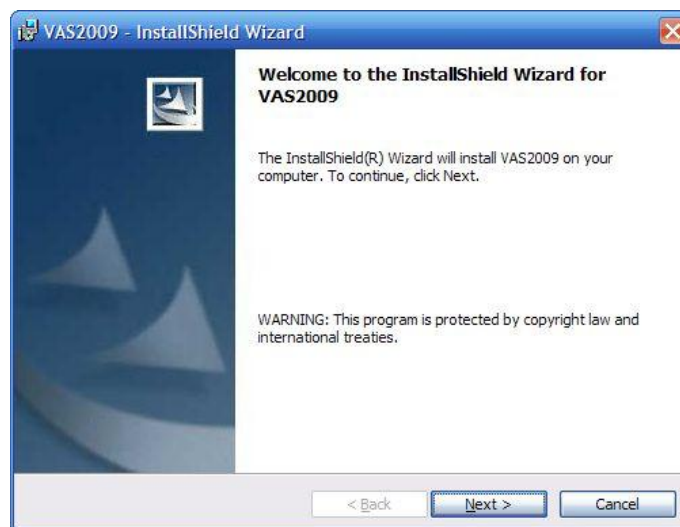 VAS2009 - InstallShield Wizard
Welcome to the InstallShield Wizard for
VAS2009
The InstallShield(R) Wizard will install VAS2009 on your
computer. To continue, click Next.
WARNING: This program is protected by copyright law and
international treaties.
< Back
Next >
Cancel